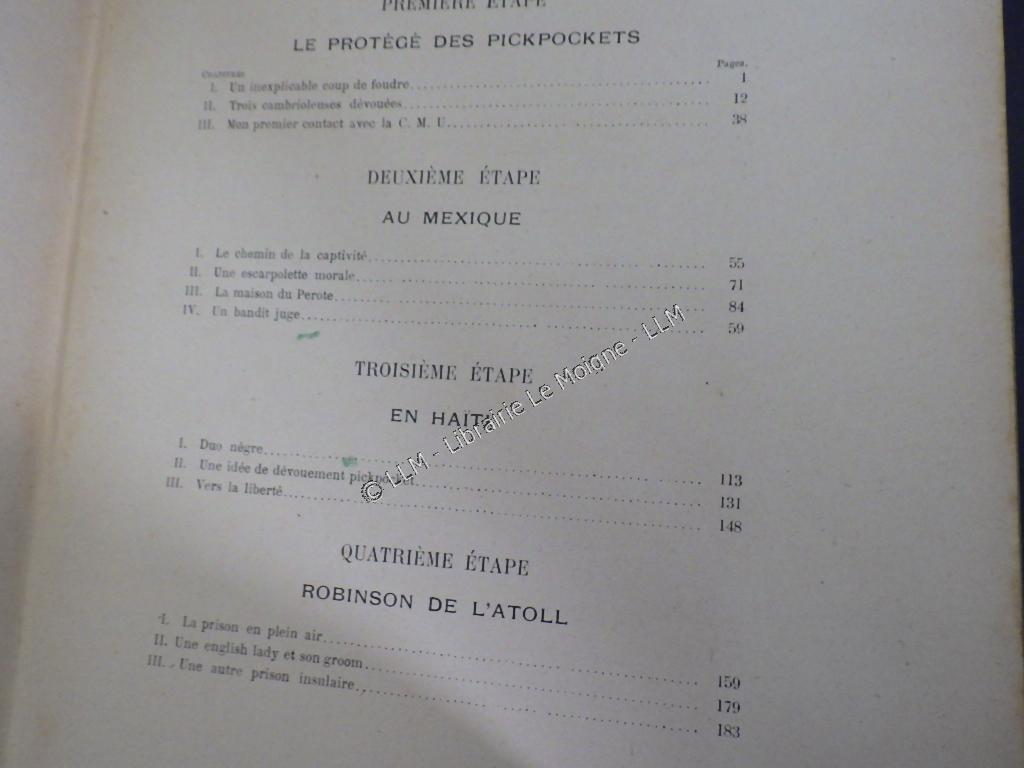 PREMIÈRE ÉTAPE
LE PROTÉGÉ DES PICKPOCKETS
CHAPITRES Pages.
I. Un inexplicable coup de foudre 1
II. Trois cambrioleuses dévouées 12
III. Mon premier contact avec la C. M. U. 38
DEUXIÈME ÉTAPE
AU MEXIQUE
I. Le chemin de la captivité 55
II. Une escarpolette morale 71
III. La maison du Perote 84
IV. Un bandit juge 59
TROISIÈME ÉTAPE
EN HAÏTI
I. Duo nègre 113
II. Une idée de dévouement pickpocket 131
III. Vers la liberté 148
QUATRIÈME ÉTAPE
ROBINSON DE L'ATOLL
I. La prison en plein air 159
II. Une english lady et son groom 179
III. Une autre prison insulaire 183
© LLM - Librairie Le Moigne - LLM